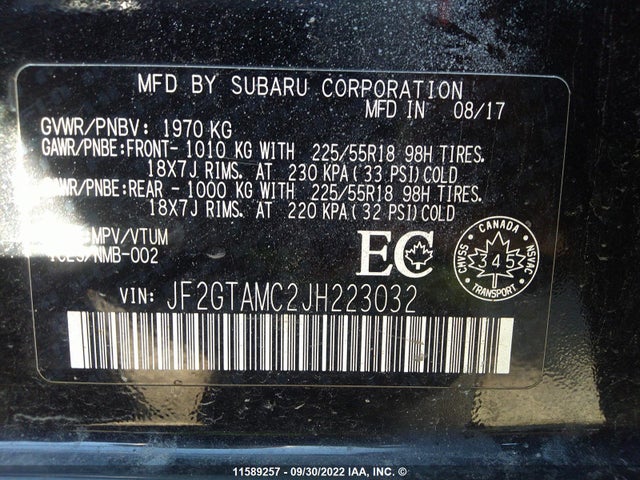 MFD BY SUBARU CORPORATION
MFD IN 08/17
GVWR/PNBV: 1970 KG
GAWR/PNBE:FRONT- 1010 KG WITH 225/55R18 98H TIRES.
18X7J RIMS. AT 230 KPA( 33 PSI) COLD
GAWR/PNBE:REAR - 1000 KG WITH 225/55R18 98H TIRES.
18X7J RIMS. AT 220 KPA( 32 PSI) COLD
MPV/VTUM
/NMB-002
EC
CANADA
CMVSS 345 NSVAC
TRANSPORT
VIN: JF2GTAMC2JH223032
11589257 - 09/30/2022 IAA, INC. ©